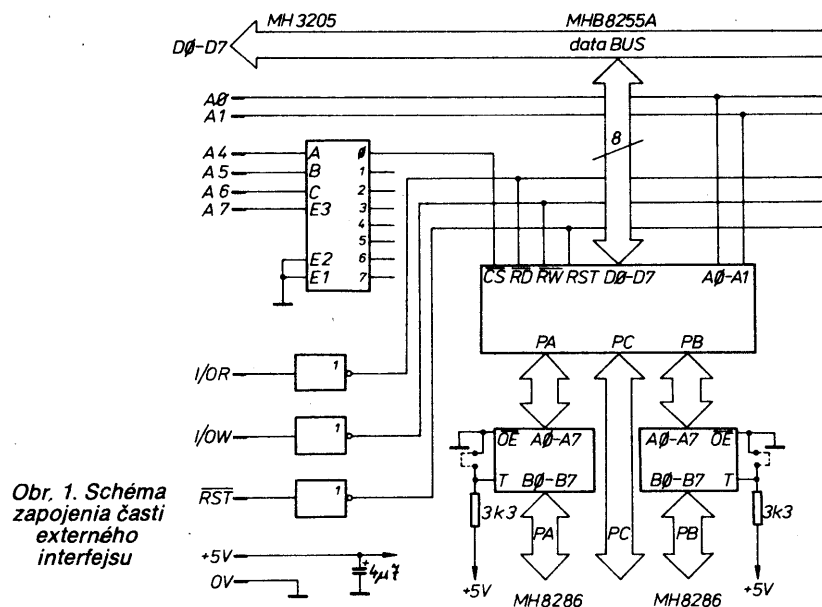 MH 3205
MHB8255A
DØ-D7
data BUS
AØ
A1
8
A4
A5
A6
A7
A
B
C
E3
E2
E1
Ø
1
2
3
4
5
6
7
CS RD RW RST DØ-D7 AØ-A1
PA PC PB
I/OR
1
I/OW
1
RST
1
OE AØ-A7
T
BØ-B7
3k3
+5V
PA
PC
PB
AØ-A7 OE
BØ-B7 T
3k3
+5V
MH8286
MH8286
+5V
+
4μ7
0V
Obr. 1. Schéma
zapojenia časti
externého
interfejsu